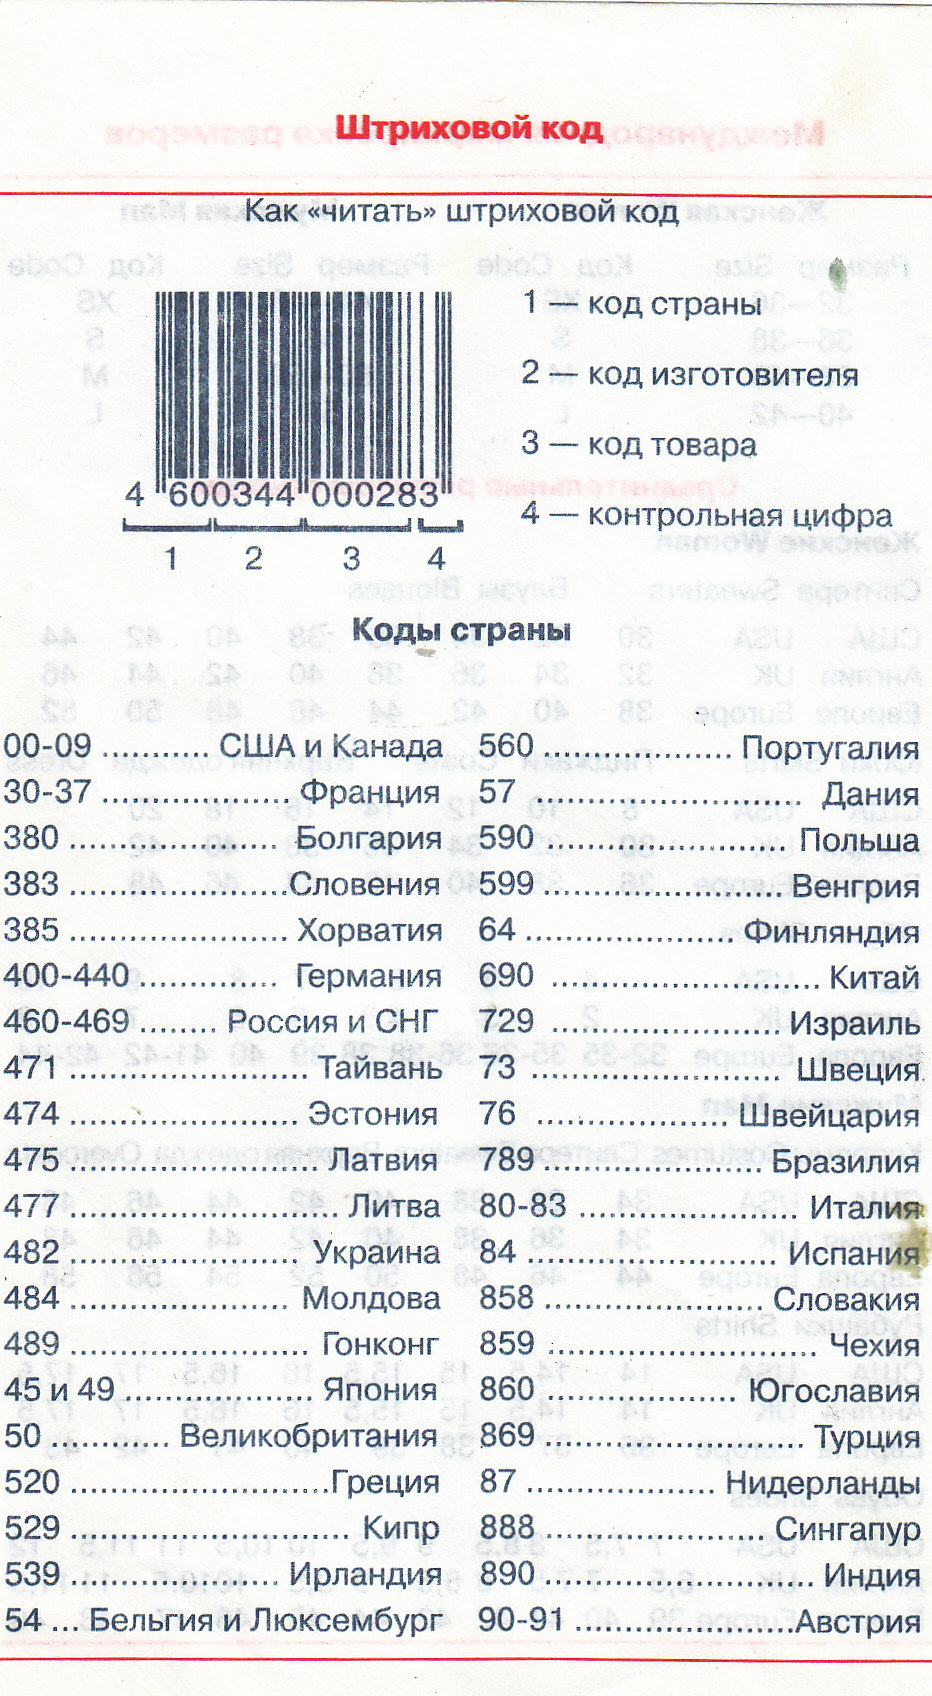 Штриховой код
Как «читать» штриховой код
1 — код страны
2 — код изготовителя
3 — код товара
4 — контрольная цифра
4 600344 000283
1 2 3 4
Коды страны
00-09 ........... США и Канада
30-37 .................... Франция
380 ....................... Болгария
383 ......................Словения
385 ...................... Хорватия
400-440............... Германия
460-469 ........ Россия и СНГ
471 ........................ Тайвань
474 ....................... Эстония
475 ......................... Латвия
477 ........................... Литва
482 ....................... Украина
484 ...................... Молдова
489 ......................... Гонконг
45 и 49 ................... Япония
50 ........... Великобритания
520 ..........................Греция
529 ............................ Кипр
539 ..................... Ирландия
54 ...Бельгия и Люксембург
560 ................... Португалия
57 ........................... Дания
590 ......................... Польша
599 ......................... Венгрия
64 ..................... Финляндия
690 ........................... Китай
729 ........................ Израиль
73 ......................... Швеция
76 ...................... Швейцария
789 ....................... Бразилия
80-83 ...................... Италия
84 ........................... Испания
858 ...................... Словакия
859 ........................... Чехия
860 ................... Югославия
869.......................... Турция
87 ................... Нидерланды
888...................... Сингапур
890 ............................ Индия
90-91 ......................Австрия